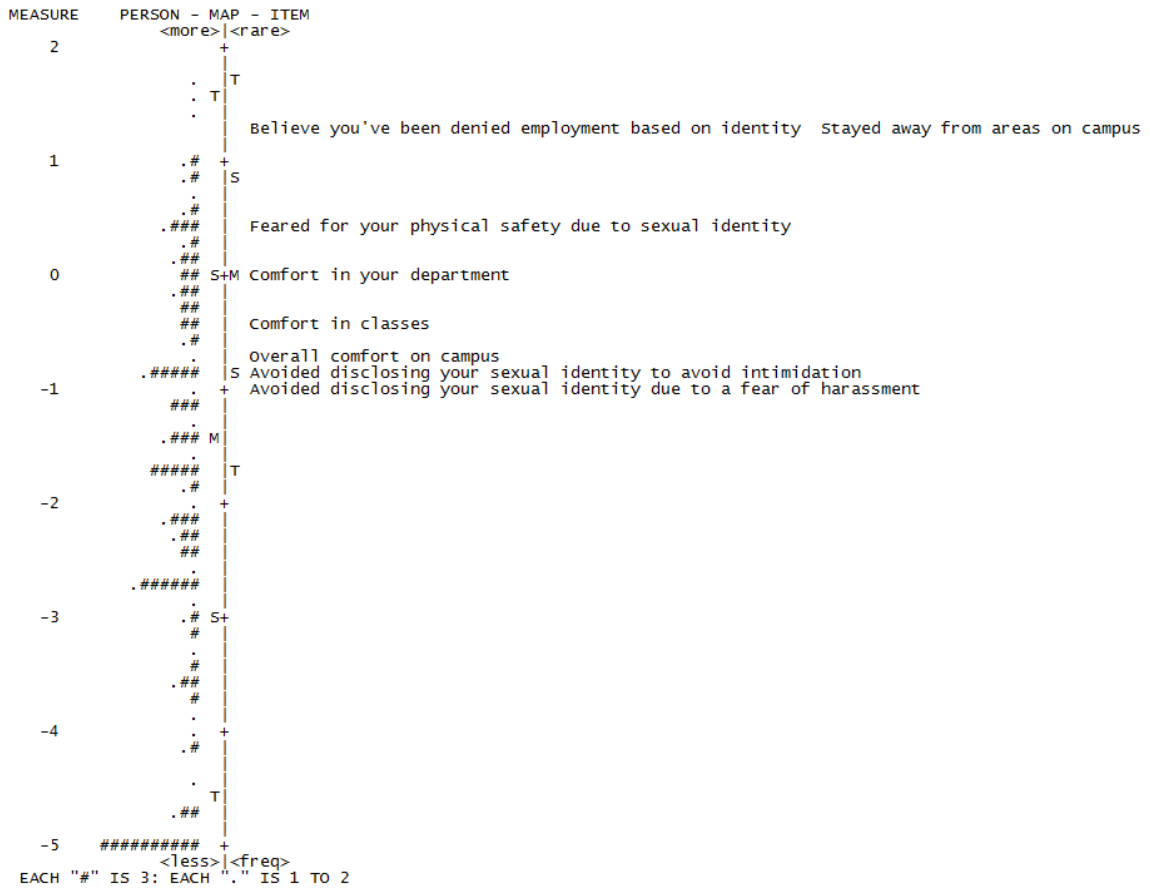 MEASURE PERSON - MAP - ITEM
<more>|<rare>
2 +
|
. |T
. T|
. |
| Believe you've been denied employment based on identity Stayed away from areas on campus
|
1 .# +
.# |S
. |
.# |
.### | Feared for your physical safety due to sexual identity
.# |
.## |
0 ## S+M Comfort in your department
.## |
## |
## | Comfort in classes
.# |
. | Overall comfort on campus
.##### |S Avoided disclosing your sexual identity to avoid intimidation
-1 . + Avoided disclosing your sexual identity due to a fear of harassment
### |
. |
.### M|
. |
##### |T
.# |
-2 . +
.### |
.## |
## |
. |
.###### |
. |
-3 .# S+
# |
. |
# |
.## |
# |
. |
-4 . +
.# |
|
. |
T|
.## |
|
-5 ########## +
<less>|<freq>
EACH "#" IS 3: EACH "." IS 1 TO 2